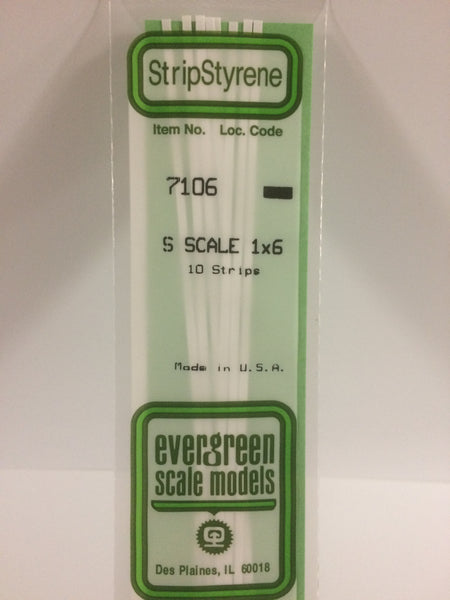 StripStyrene
Item No. Loc. Code
7106
S SCALE 1x6
10 Strips
Made in U.S.A.
evergreen
scale models
Des Plaines, IL 60018